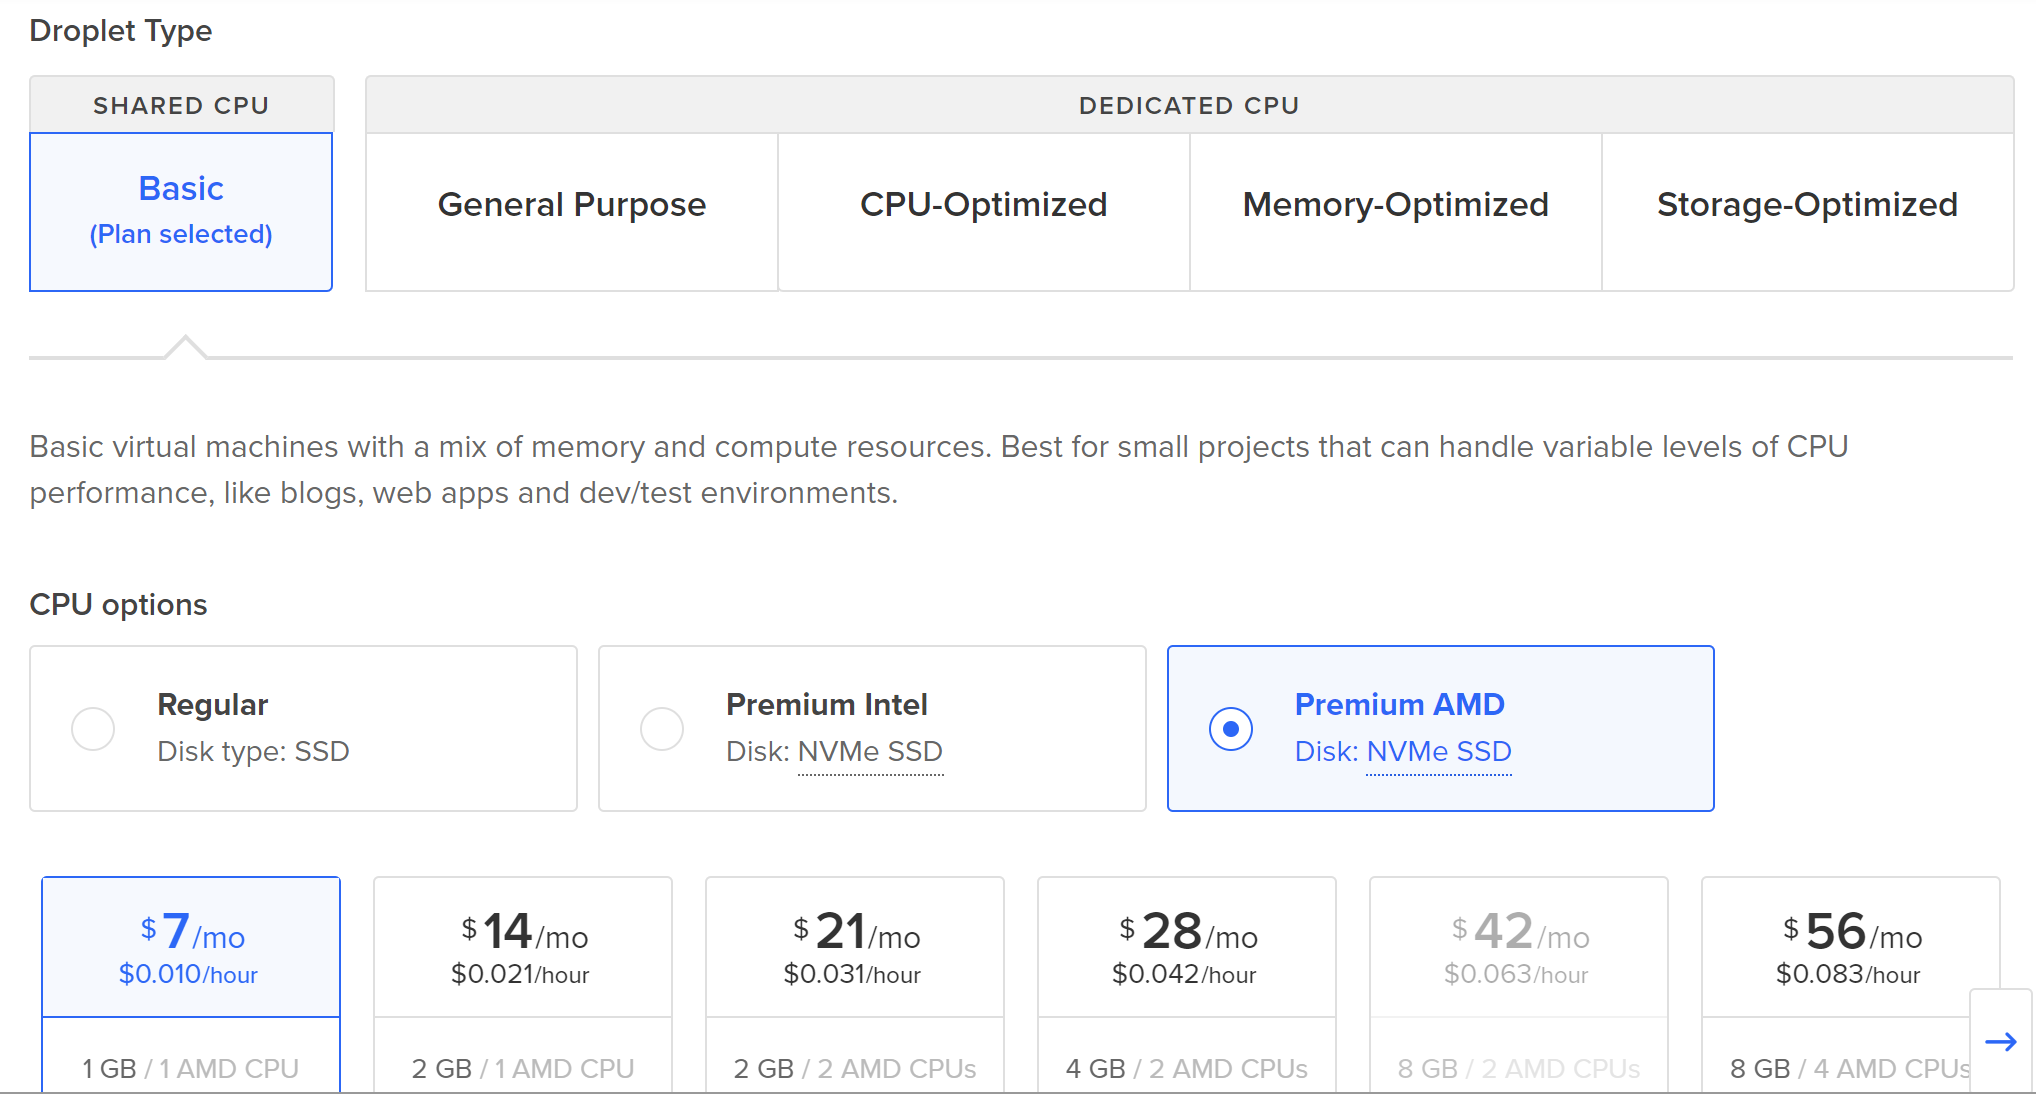 Droplet Type
SHARED CPU
DEDICATED CPU
Basic
(Plan selected)
General Purpose
CPU-Optimized
Memory-Optimized
Storage-Optimized
Basic virtual machines with a mix of memory and compute resources. Best for small projects that can handle variable levels of CPU
performance, like blogs, web apps and dev/test environments.
CPU options
Regular
Disk type: SSD
Premium Intel
Disk: NVMe SSD
Premium AMD
Disk: NVMe SSD
$7/mo
$0.010/hour
1 GB / 1 AMD CPU
$14/mo
$0.021/hour
2 GB / 1 AMD CPU
$21/mo
$0.031/hour
2 GB / 2 AMD CPUs
$28/mo
$0.042/hour
4 GB / 2 AMD CPUs
$42/mo
$0.063/hour
8 GB / 2 AMD CPUs
$56/mo
$0.083/hour
8 GB / 4 AMD CPUs